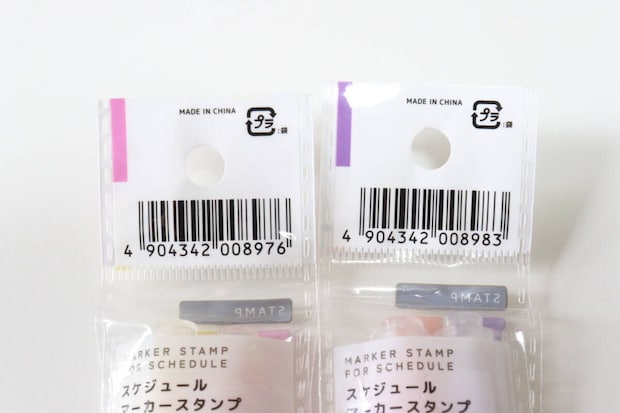 MADE IN CHINA
プラ
:袋
4 904342 008976
STAMP
MARKER STAMP
FOR SCHEDULE
スケジュール
マーカースタンプ
MADE IN CHINA
プラ
:袋
4 904342 008983
STAMP
MARKER STAMP
FOR SCHEDULE
スケジュール
マーカースタンプ